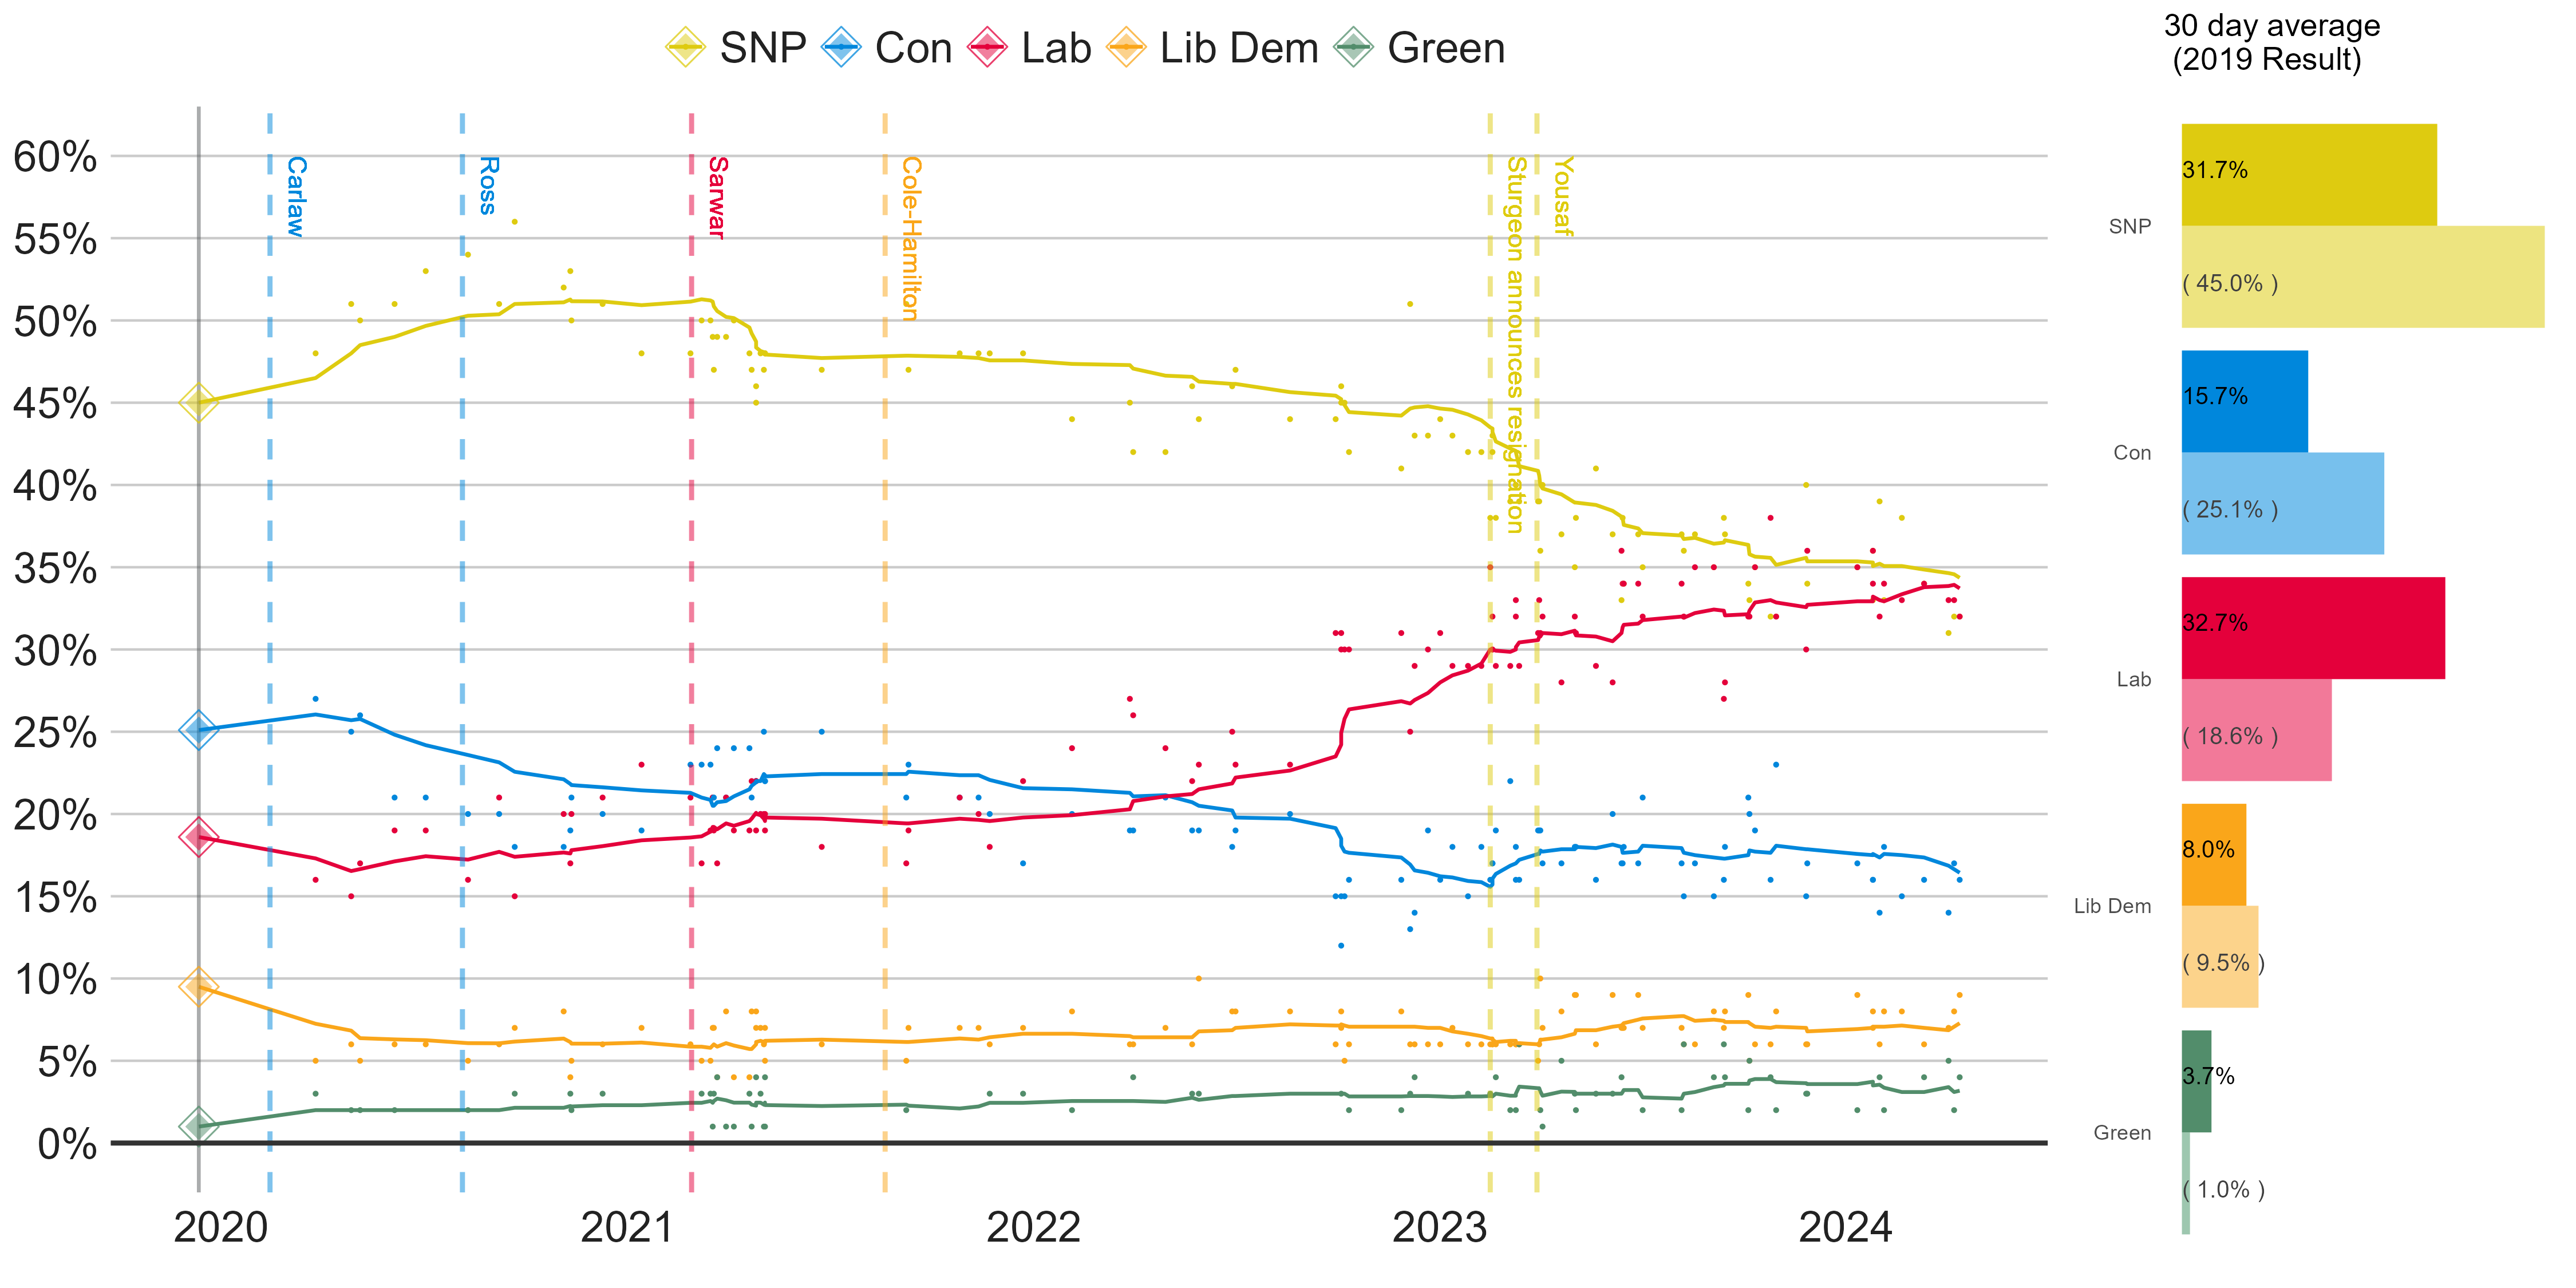 SNP Con Lab Lib Dem Green
30 day average
(2019 Result)
60%
55%
50%
45%
40%
35%
30%
25%
20%
15%
10%
5%
0%
Carlaw
Ross
Sarwar
Cole-Hamilton
Sturgeon announces resignation
Yousaf
2020 2021 2022 2023 2024
SNP
31.7%
( 45.0% )
Con
15.7%
( 25.1% )
Lab
32.7%
( 18.6% )
Lib Dem
8.0%
( 9.5% )
Green
3.7%
( 1.0% )